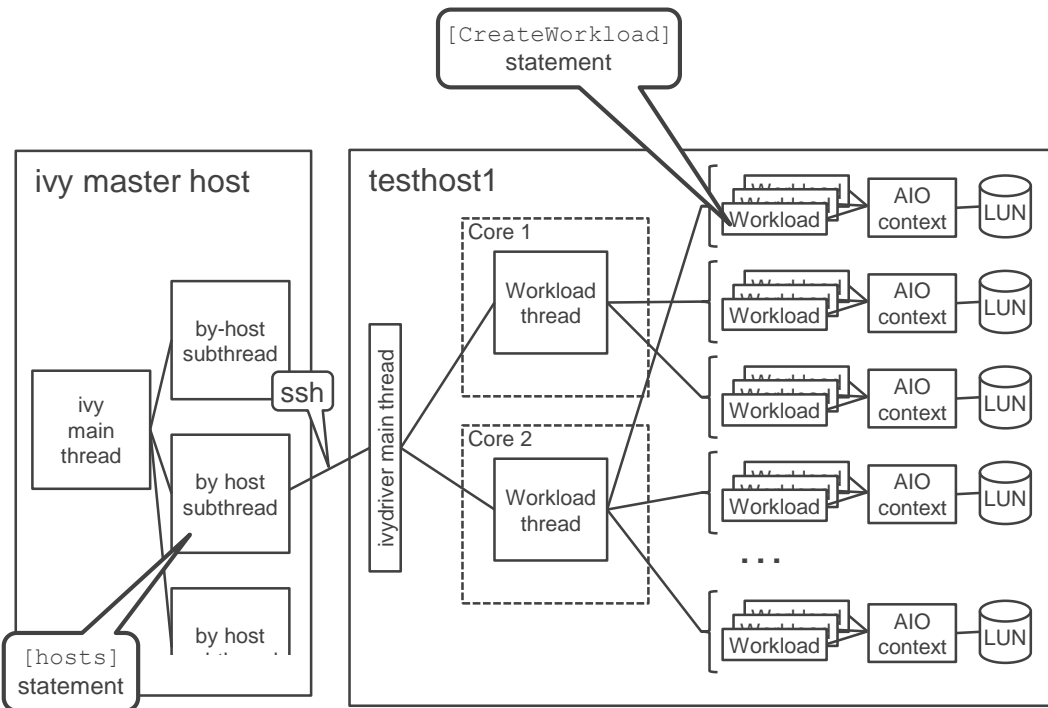 [CreateWorkload]
statement
ivy master host
testhost1
by-host
subthread
ivy
main
thread
by host
subthread
by host
[hosts]
statement
ssh
ivydriver main thread
Core 1
Workload
thread
Core 2
Workload
thread
Workload
AIO
context
LUN
Workload
AIO
context
LUN
Workload
AIO
context
LUN
Workload
AIO
context
LUN
...
Workload
AIO
context
LUN